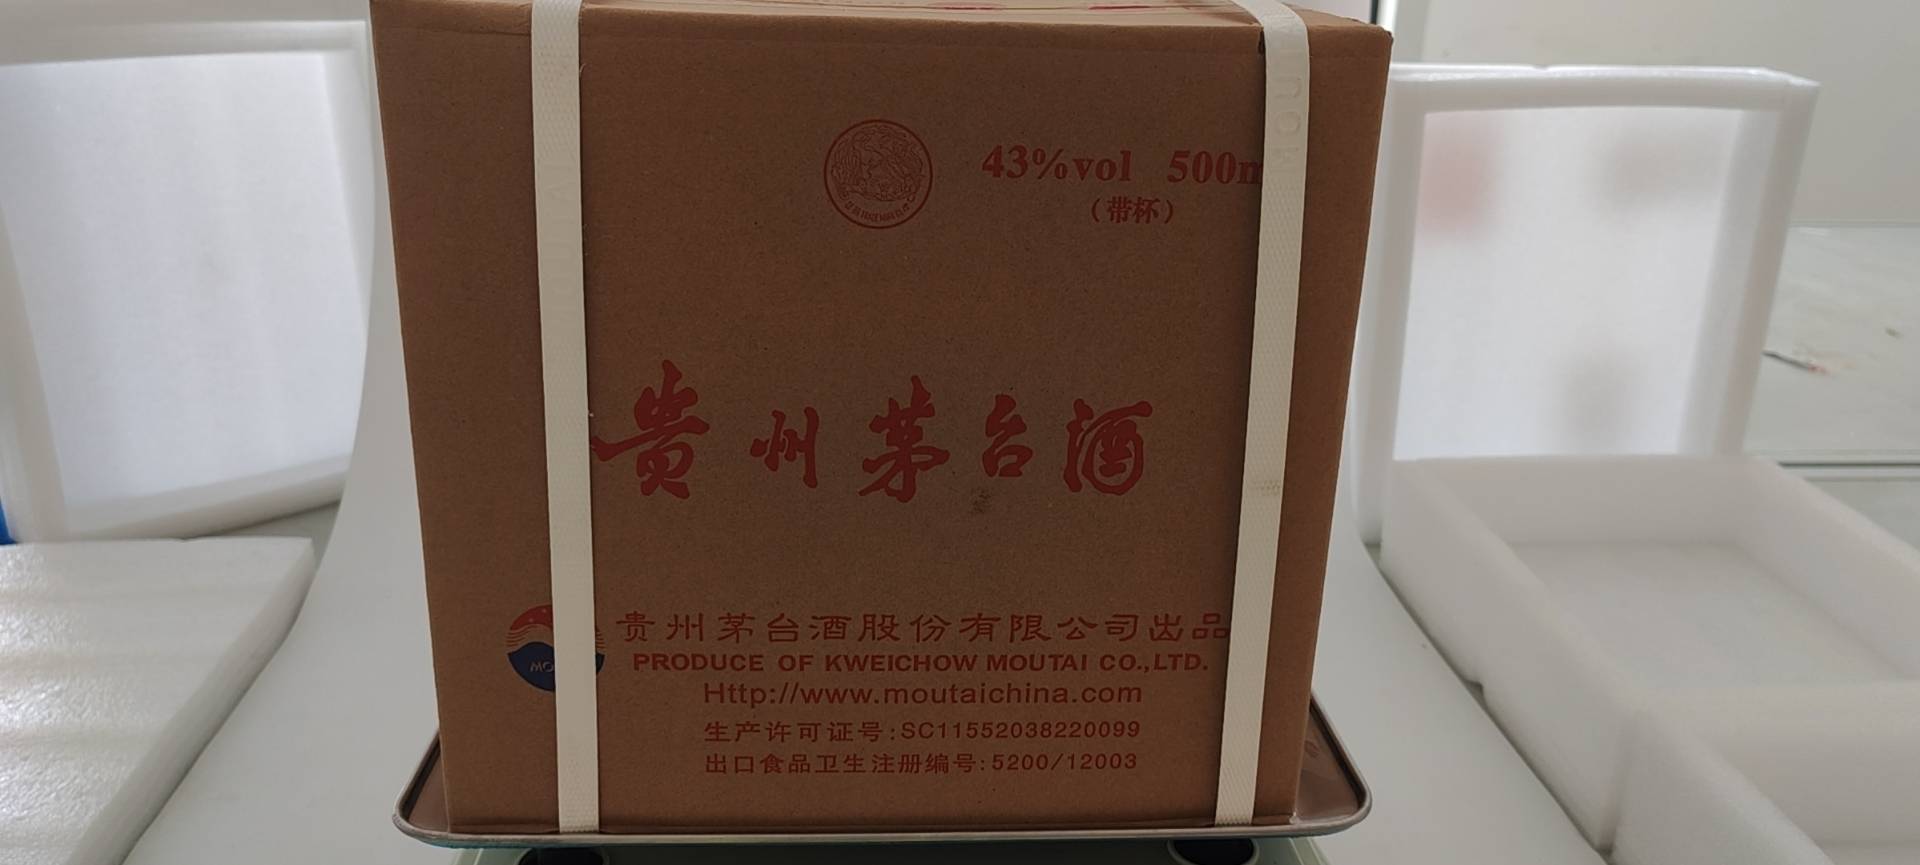 43%vol 500m
（带杯）
贵州茅台酒
MO
贵州茅台酒股份有限公司出品
PRODUCE OF KWEICHOW MOUTAI CO.,LTD.
Http://www.moutaichina.com
生产许可证号:SC11552038220099
出口食品卫生注册编号:5200/12003